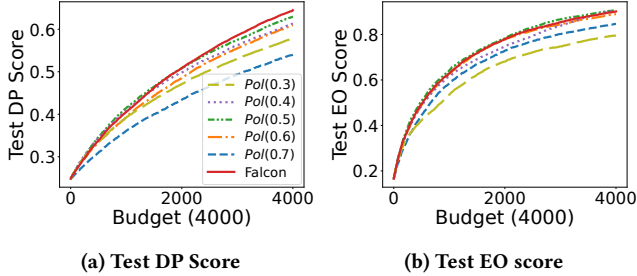 Test DP Score
0.6
0.5
0.4
0.3
Pol(0.3)
Pol(0.4)
Pol(0.5)
Pol(0.6)
Pol(0.7)
Falcon
0 2000 4000
Budget (4000)
(a) Test DP Score
Test EO Score
0.8
0.6
0.4
0.2
0 2000 4000
Budget (4000)
(b) Test EO score